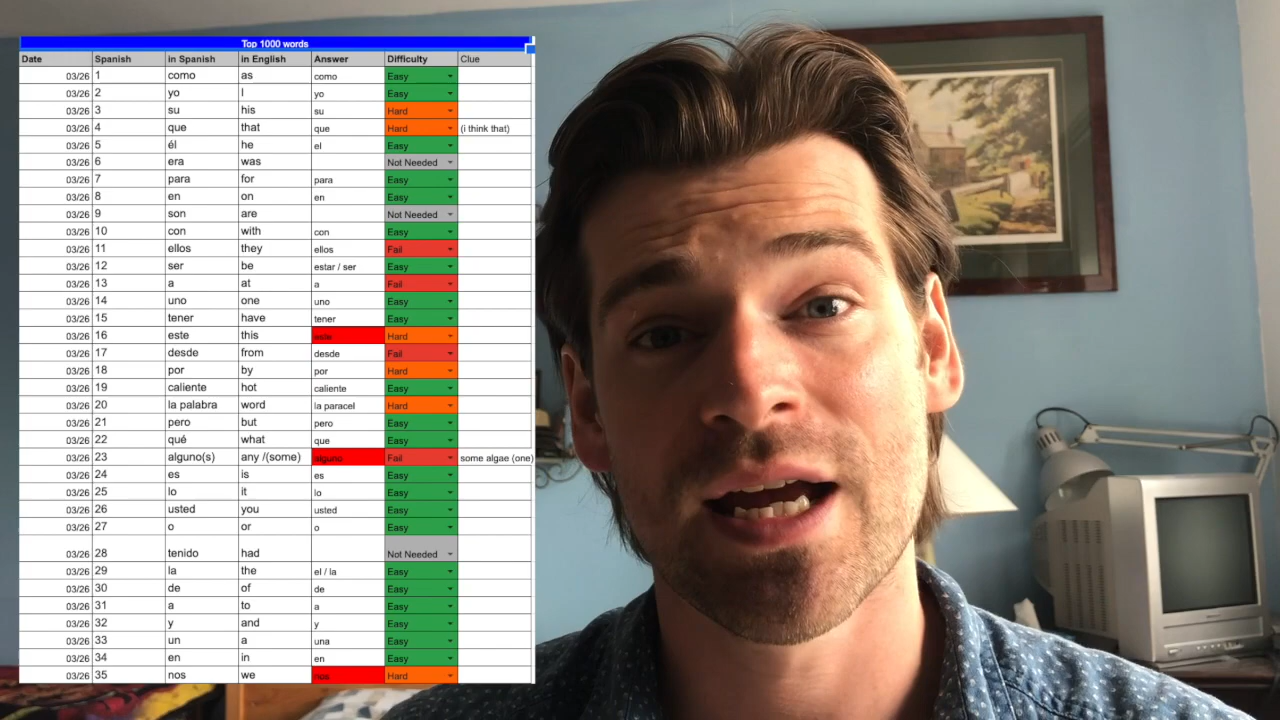 Top 1000 words
Date Spanish in Spanish in English Answer Difficulty Clue
03/26 1 como as como Easy
03/26 2 yo I yo Easy
03/26 3 su his su Hard
03/26 4 que that que Hard (i think that)
03/26 5 él he el Easy
03/26 6 era was Not Needed
03/26 7 para for para Easy
03/26 8 en on en Easy
03/26 9 son are Not Needed
03/26 10 con with con Easy
03/26 11 ellos they ellos Fail
03/26 12 ser be estar / ser Easy
03/26 13 a at a Fail
03/26 14 uno one uno Easy
03/26 15 tener have tener Easy
03/26 16 este this Hard
03/26 17 desde from desde Fail
03/26 18 por by por Hard
03/26 19 caliente hot caliente Easy
03/26 20 la palabra word la paracel Hard
03/26 21 pero but pero Easy
03/26 22 qué what que Easy
03/26 23 alguno(s) any /(some) alguno Fail some algae (one)
03/26 24 es is es Easy
03/26 25 lo it lo Easy
03/26 26 usted you usted Easy
03/26 27 o or o Easy
03/26 28 tenido had Not Needed
03/26 29 la the el / la Easy
03/26 30 de of de Easy
03/26 31 a to a Easy
03/26 32 y and y Easy
03/26 33 un a una Easy
03/26 34 en in en Easy
03/26 35 nos we nos Hard